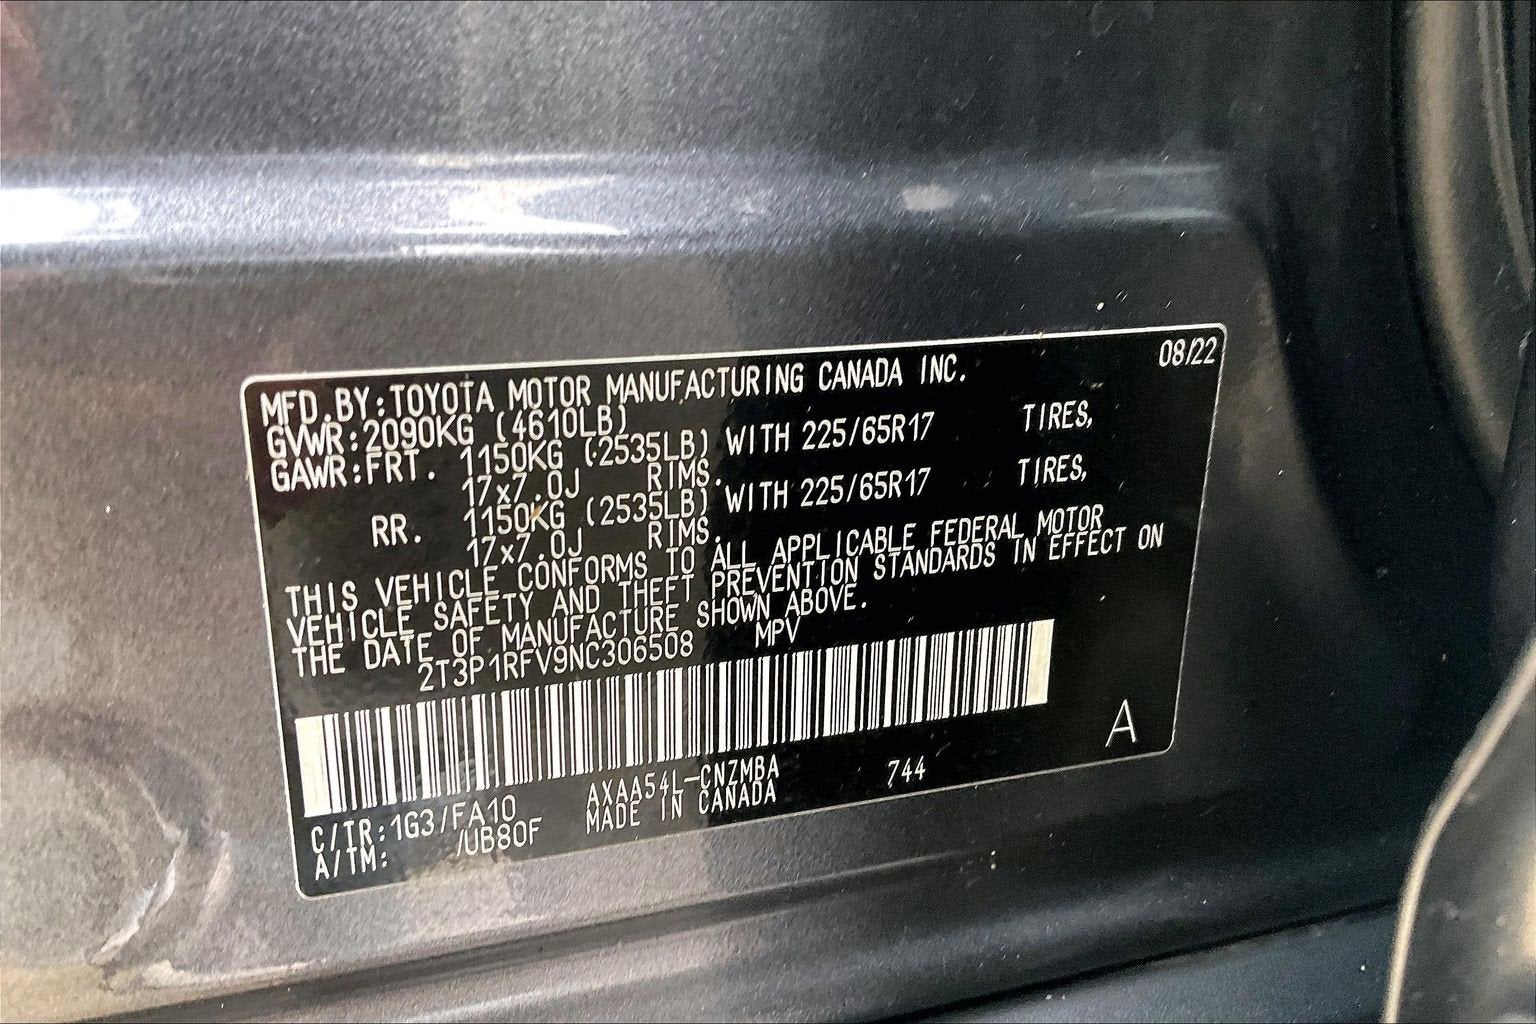 08/22
MFD.BY:TOYOTA MOTOR MANUFACTURING CANADA INC.
GVWR:2090KG (4610LB)
GAWR:FRT. 1150KG (2535LB) WITH 225/65R17 TIRES,
17x7.0J RIMS.
RR. 1150KG (2535LB) WITH 225/65R17 TIRES,
17x7.0J RIMS.
THIS VEHICLE CONFORMS TO ALL APPLICABLE FEDERAL MOTOR
VEHICLE SAFETY AND THEFT PREVENTION STANDARDS IN EFFECT ON
THE DATE OF MANUFACTURE SHOWN ABOVE.
2T3P1RFV9NC306508 MPV
A
C/TR:1G3/FA10 AXAA54L-CNZMBA 744
A/TM: /UB80F MADE IN CANADA